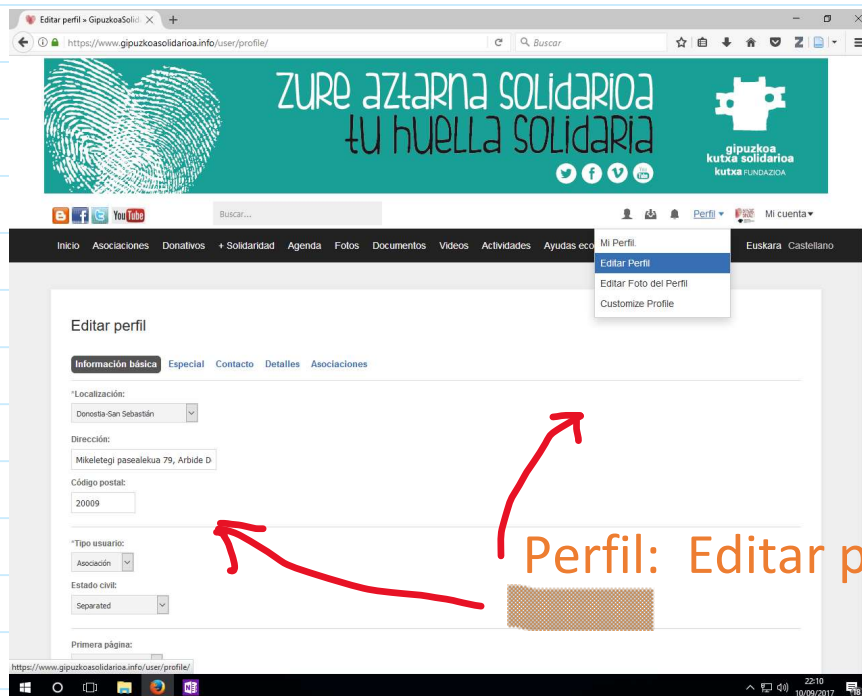 Editar perfil » GipuzkoaSolid
https://www.gipuzkoasolidarioa.info/user/profile/
Buscar
zure aztarna solidarioa
tu huella solidaria
gipuzkoa
kutxa solidarioa
kutxa FUNDAZIOA
You Tube
Buscar...
Perfil
Mi cuenta
Inicio Asociaciones Donativos + Solidaridad Agenda Fotos Documentos Videos Actividades Ayudas eco
Euskara Castellano
Mi Perfil.
Editar Perfil
Editar Foto del Perfil
Customize Profile
Editar perfil
Información básica Especial Contacto Detalles Asociaciones
*Localización:
Donostia-San Sebastián
Dirección:
Mikeletegi pasealekua 79, Arbide D
Código postal:
20009
*Tipo usuario:
Asociación
Estado civil:
Separated
Perfil: Editar p
Primera página:
https://www.gipuzkoasolidarioa.info/user/profile/
22:10
10/09/2017